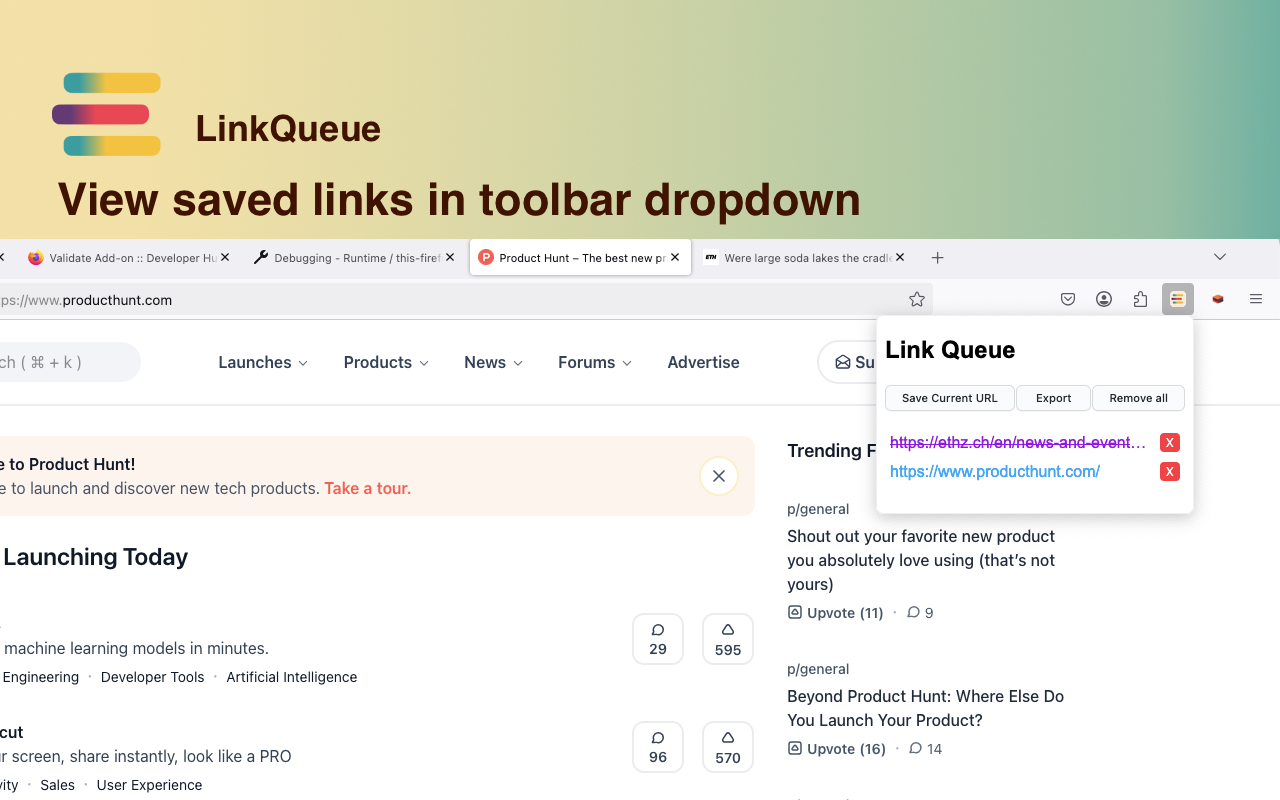 LinkQueue
View saved links in toolbar dropdown
Validate Add-on :: Developer Hu
Debugging - Runtime / this-firef
P Product Hunt – The best new pr
ETH Were large soda lakes the cradle
ps://www.producthunt.com
ch ( ⌘ + k )
Launches
Products
News
Forums
Advertise
Su
Link Queue
Save Current URL
Export
Remove all
https://ethz.ch/en/news-and-event…
X
https://www.producthunt.com/
X
e to Product Hunt!
e to launch and discover new tech products. Take a tour.
Launching Today
machine learning models in minutes.
Engineering • Developer Tools • Artificial Intelligence
29
595
cut
ur screen, share instantly, look like a PRO
vity • Sales • User Experience
96
570
Trending F
p/general
Shout out your favorite new product
you absolutely love using (that’s not
yours)
Upvote (11) • 9
p/general
Beyond Product Hunt: Where Else Do
You Launch Your Product?
Upvote (16) • 14